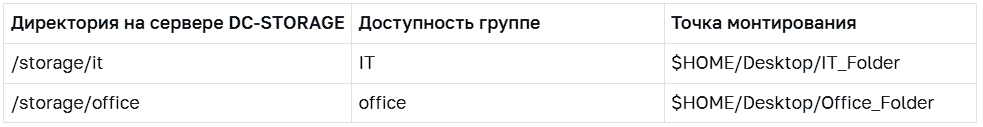 Директория на сервере DC-STORAGE Доступность группе Точка монтирования
/storage/it IT $HOME/Desktop/IT_Folder
/storage/office office $HOME/Desktop/Office_Folder